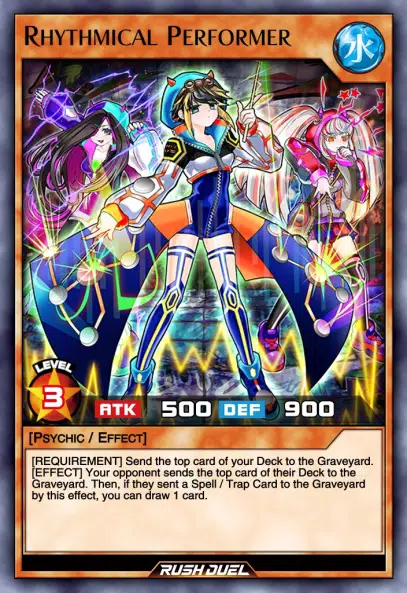 RHYTHMICAL PERFORMER
水
LEVEL
3
ATK 500 DEF 900
[PSYCHIC / EFFECT]
[REQUIREMENT] Send the top card of your Deck to the Graveyard.
[EFFECT] Your opponent sends the top card of their Deck to the
Graveyard. Then, if they sent a Spell / Trap Card to the Graveyard
by this effect, you can draw 1 card.
RUSH DUEL